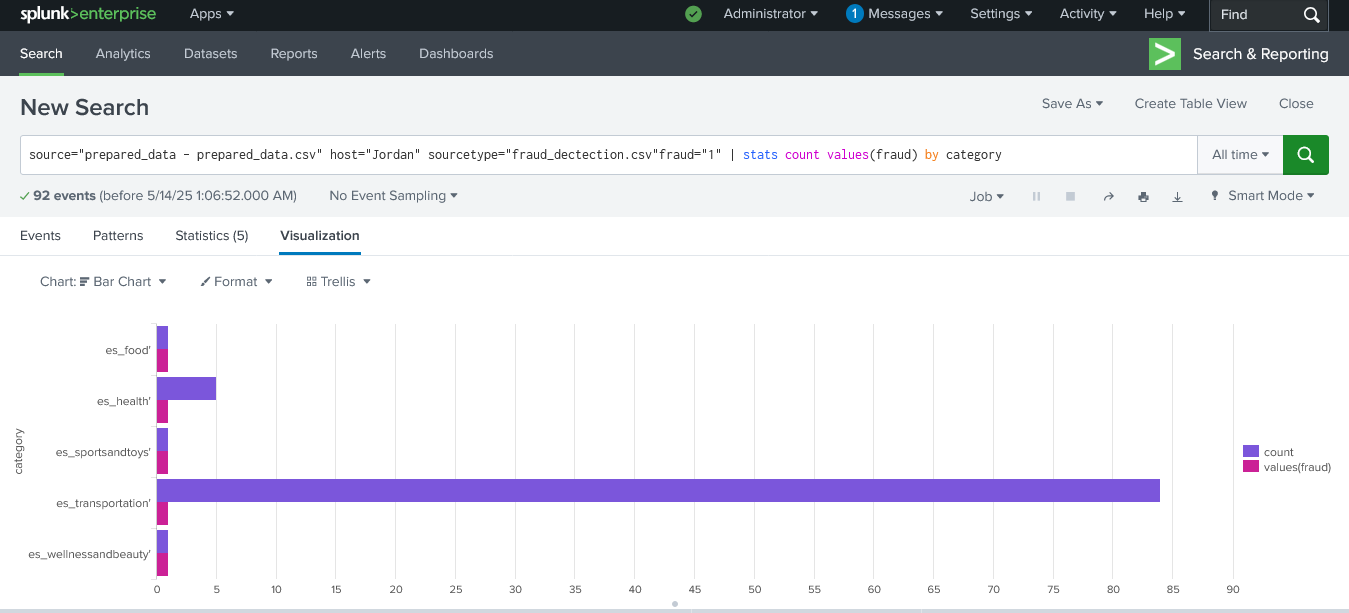 splunk>enterprise Apps Administrator 1 Messages Settings Activity Help Find
Search Analytics Datasets Reports Alerts Dashboards Search & Reporting
New Search Save As Create Table View Close
source="prepared_data - prepared_data.csv" host="Jordan" sourcetype="fraud_dectection.csv"fraud="1" | stats count values(fraud) by category All time
92 events (before 5/14/25 1:06:52.000 AM) No Event Sampling Job Smart Mode
Events Patterns Statistics (5) Visualization
Chart: Bar Chart Format Trellis
es_food'
es_health'
es_sportsandtoys'
es_transportation'
es_wellnessandbeauty'
category
count
values(fraud)
0 5 10 15 20 25 30 35 40 45 50 55 60 65 70 75 80 85 90